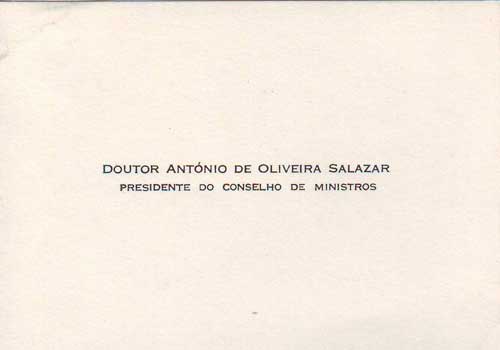 DOUTOR ANTÓNIO DE OLIVEIRA SALAZAR
PRESIDENTE DO CONSELHO DE MINISTROS